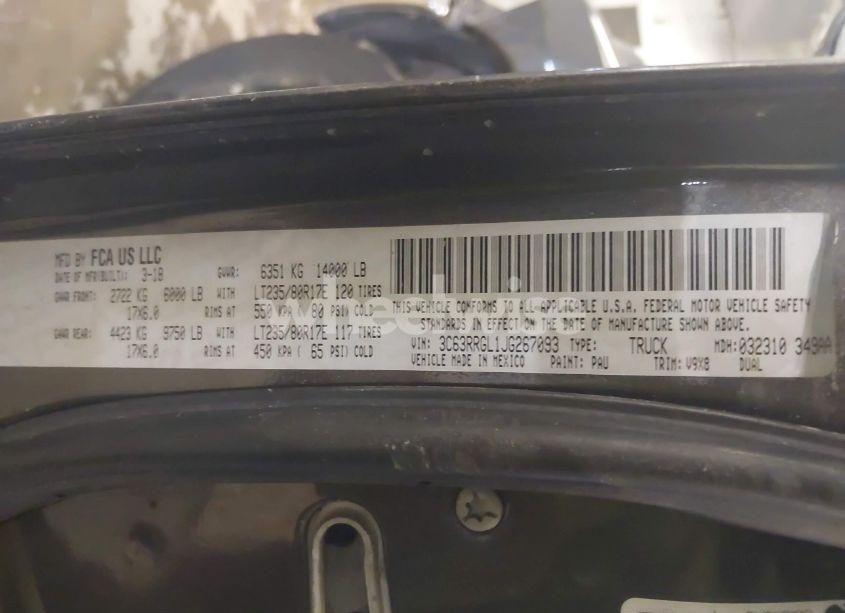 MFD BY FCA US LLC
DATE OF MFR(BUILT): 3-18 GVWR: 6351 KG 14000 LB
GAWR FRONT: 2722 KG 6000 LB WITH LT235/80R17E 120 TIRES
17X6.0 RIMS AT 550 KPA ( 80 PSI) COLD
GAWR REAR: 4423 KG 9750 LB WITH LT235/80R17E 117 TIRES
17X6.0 RIMS AT 450 KPA ( 65 PSI) COLD
THIS VEHICLE CONFORMS TO ALL APPLICABLE U.S.A. FEDERAL MOTOR VEHICLE SAFETY
STANDARDS IN EFFECT ON THE DATE OF MANUFACTURE SHOWN ABOVE.
VIN: 3C63RRGL1JG267093 TYPE: TRUCK MDH: 032310 349AA
VEHICLE MADE IN MEXICO PAINT: PAU TRIM: V9X8 DUAL